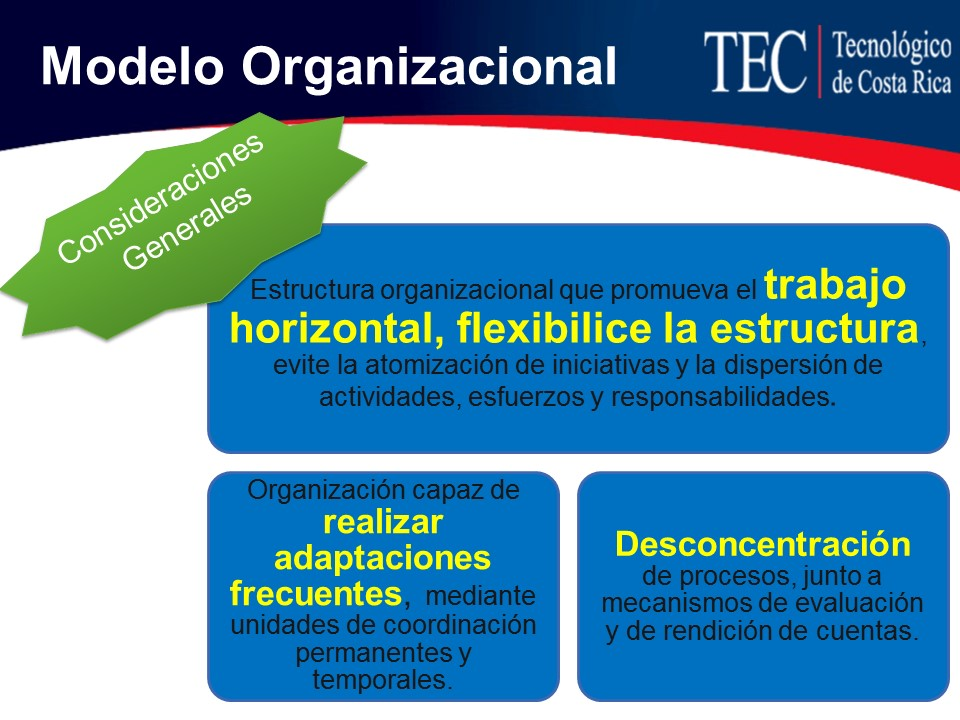 Modelo Organizacional
TEC | Tecnológico
de Costa Rica
Consideraciones
Generales
Estructura organizacional que promueva el trabajo
horizontal, flexibilice la estructura,
evite la atomización de iniciativas y la dispersión de
actividades, esfuerzos y responsabilidades.
Organización capaz de
realizar
adaptaciones
frecuentes, mediante
unidades de coordinación
permanentes y
temporales.
Desconcentración
de procesos, junto a
mecanismos de evaluación
y de rendición de cuentas.